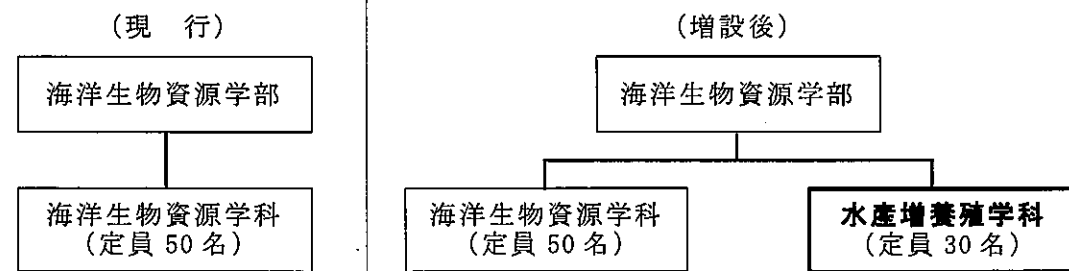 (現 行)
海洋生物資源学部
海洋生物資源学科
(定員 50 名)
(増設後)
海洋生物資源学部
海洋生物資源学科
(定員 50 名)
水産増養殖学科
(定員 30 名)